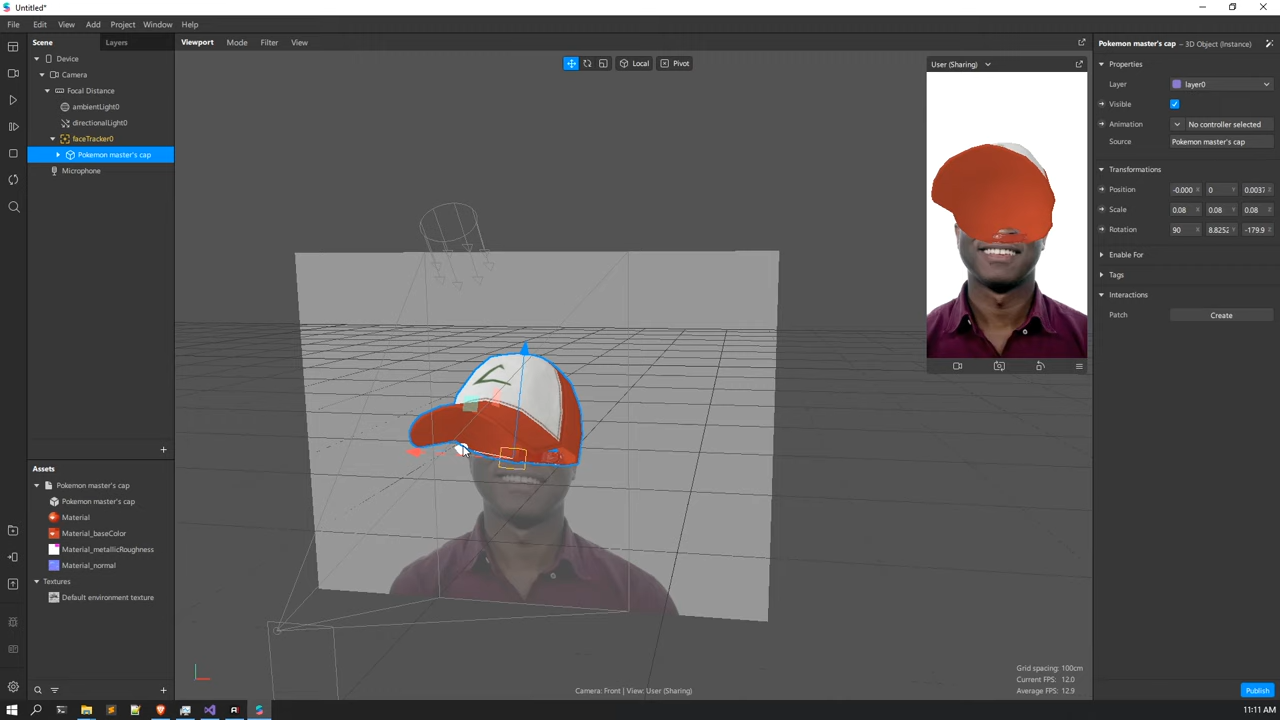 Untitled*
File Edit View Add Project Window Help
Scene Layers
Device
Camera
Focal Distance
ambientLight0
directionalLight0
faceTracker0
Pokemon master's cap
Microphone
Assets
Pokemon master's cap
Pokemon master's cap
Material
Material_baseColor
Material_metallicRoughness
Material_normal
Textures
Default environment texture
Viewport Mode Filter View
Local Pivot
User (Sharing)
Grid spacing: 100cm
Current FPS: 12.0
Average FPS: 12.9
Camera: Front | View: User (Sharing)
Pokemon master's cap – 3D Object (Instance)
Properties
Layer layer0
Visible
Animation No controller selected
Source Pokemon master's cap
Transformations
Position -0.000 X 0 Y 0.0037 Z
Scale 0.08 X 0.08 Y 0.08 Z
Rotation 90 X 8.8252 Y -179.9 Z
Enable For
Tags
Interactions
Patch Create
Publish
11:11 AM